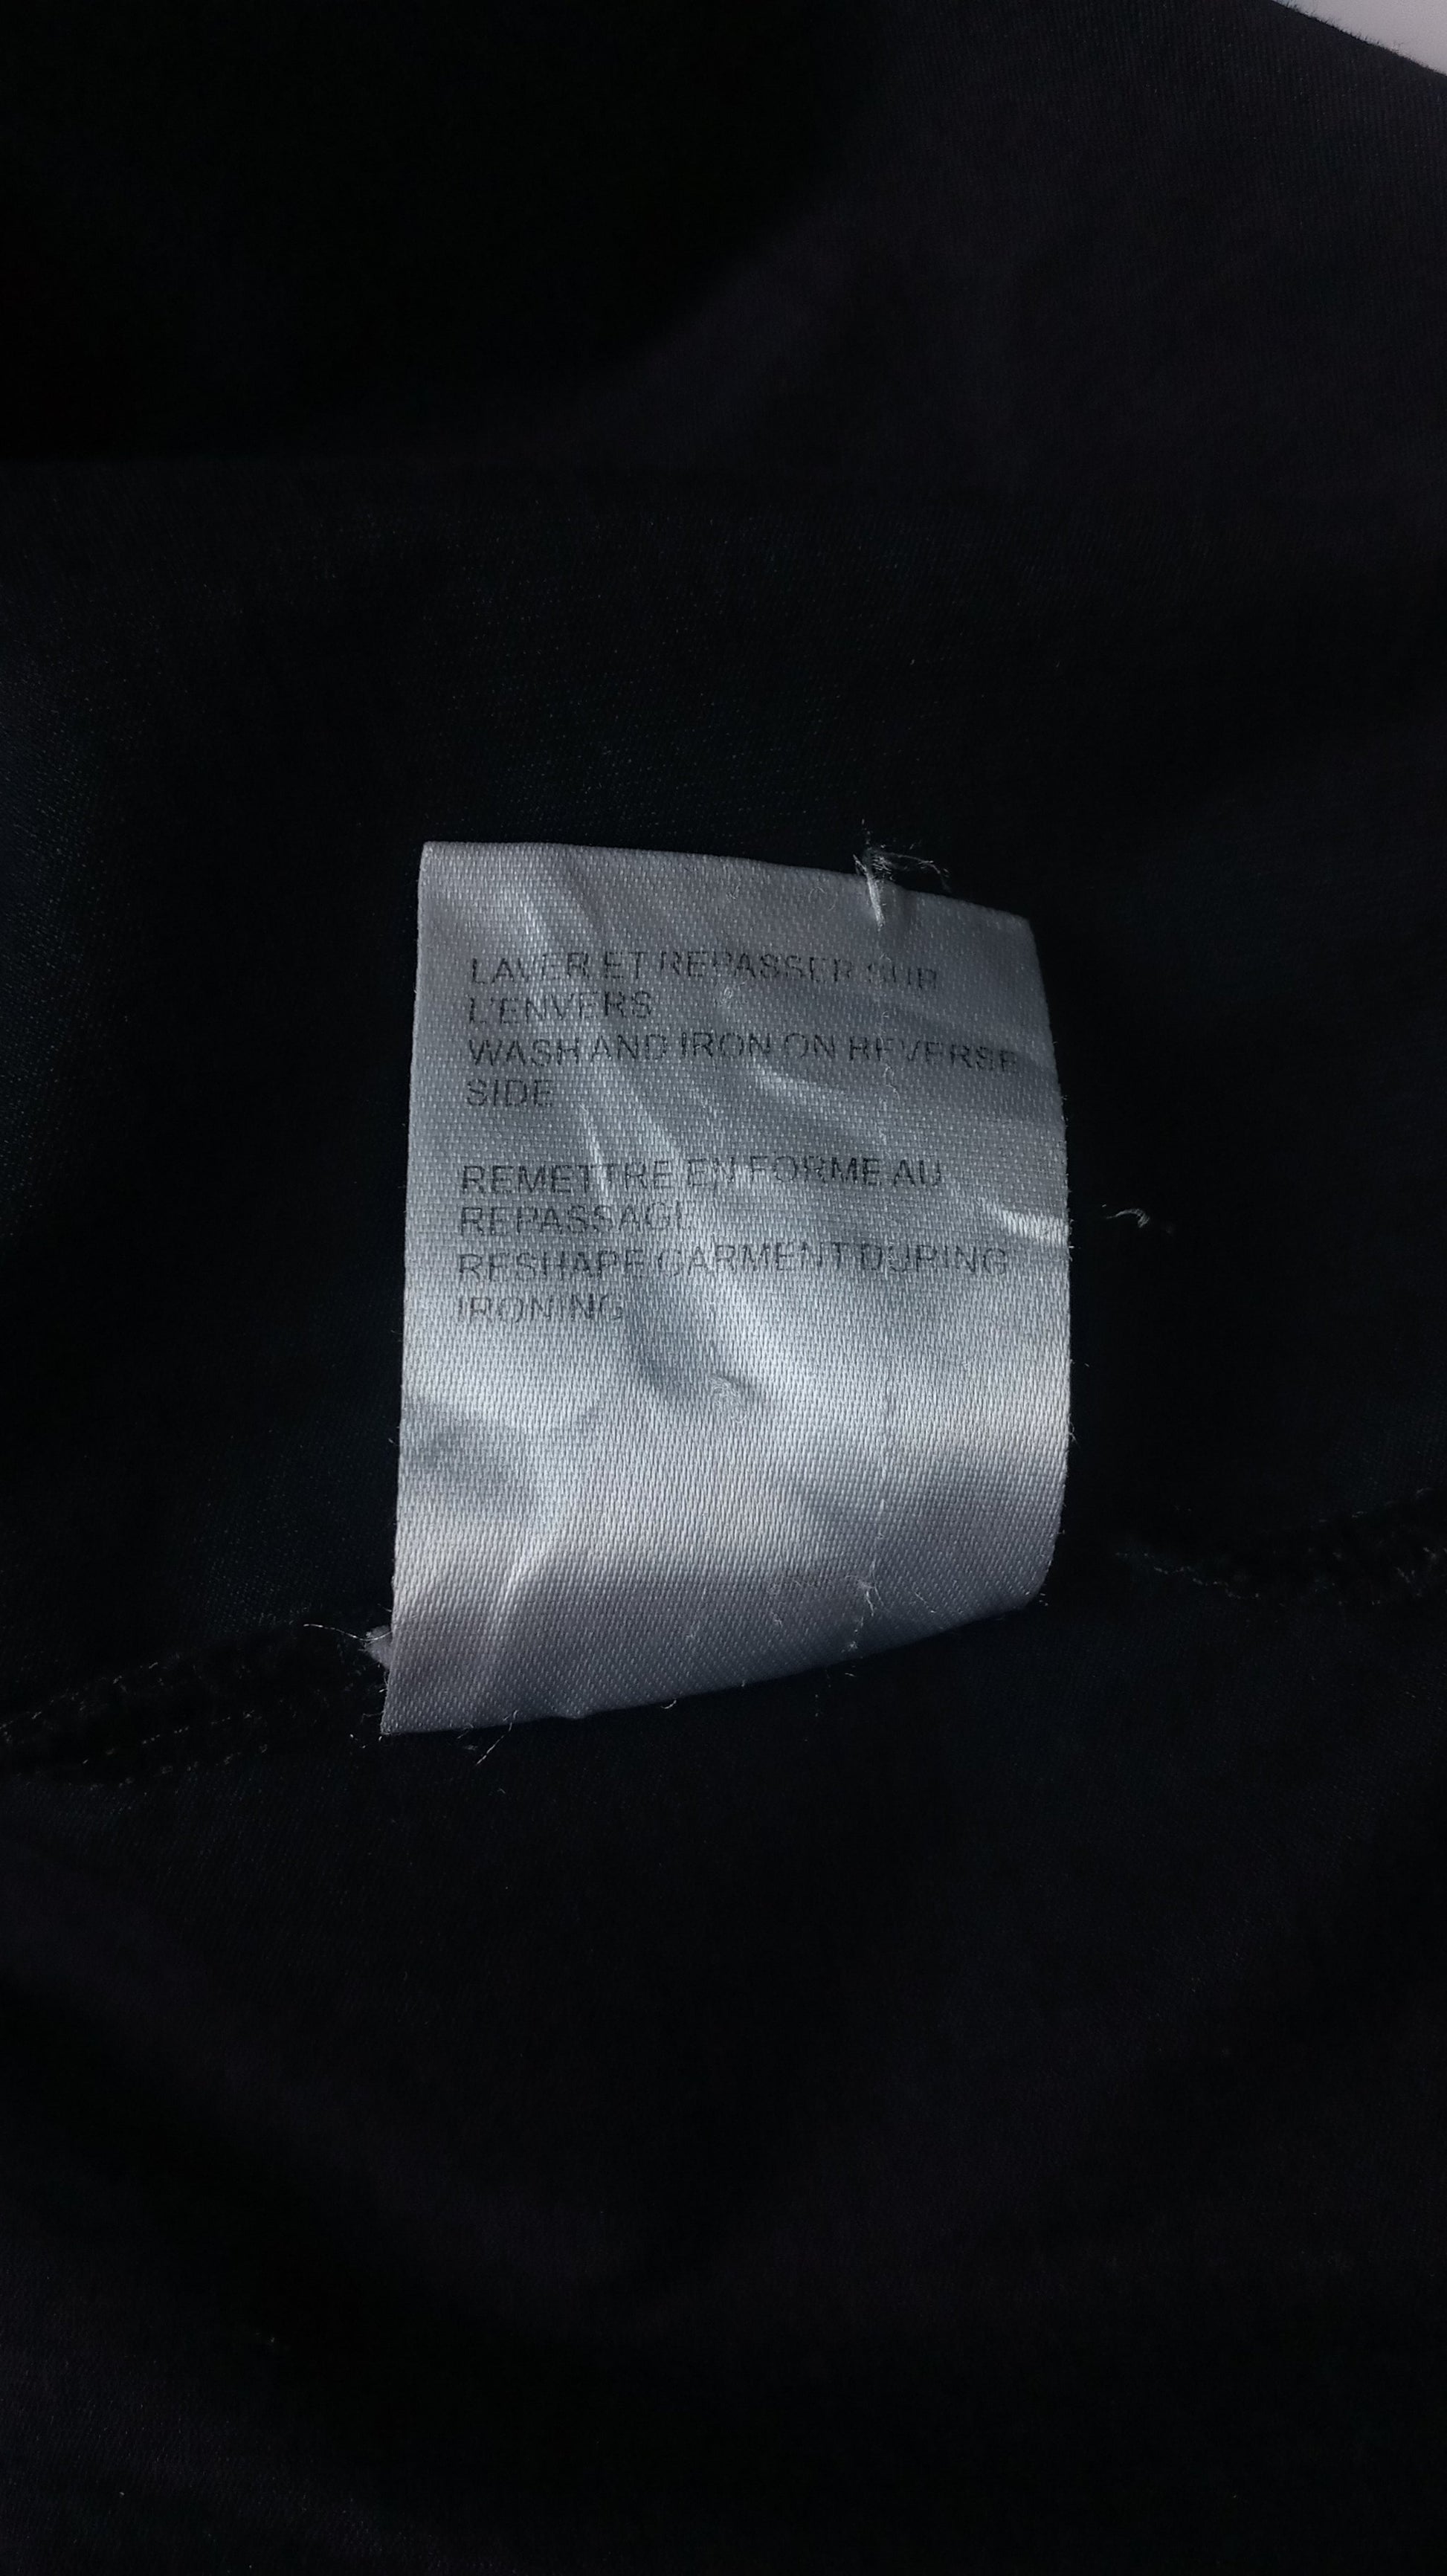 LAVER ET REPASSER SUR
L'ENVERS
WASH AND IRON ON REVERSE
SIDE
REMETTRE EN FORME AU
REPASSAGE
RESHAPE GARMENT DURING
IRONING